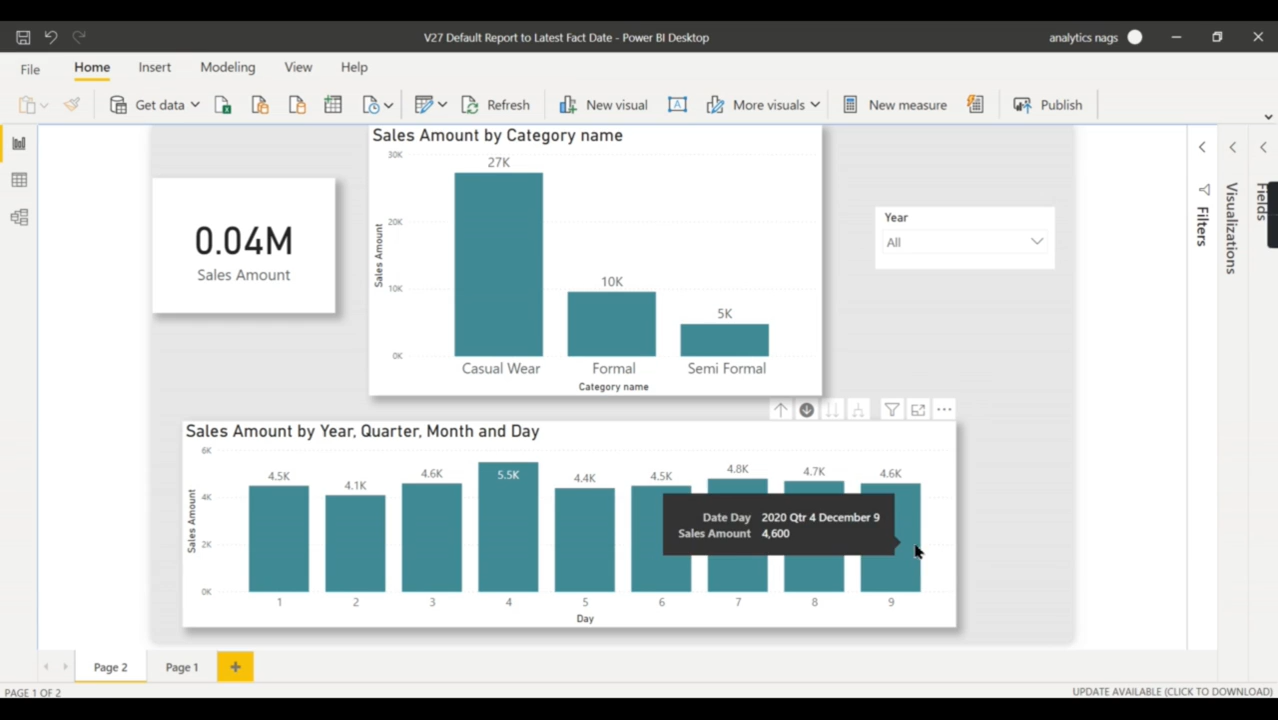 V27 Default Report to Latest Fact Date - Power BI Desktop
analytics nags
File
Home
Insert
Modeling
View
Help
Get data
Refresh
New visual
More visuals
New measure
Publish
Sales Amount by Category name
30K
27K
20K
10K
10K
5K
0K
Sales Amount
Casual Wear
Formal
Semi Formal
Category name
0.04M
Sales Amount
Year
All
Filters
Visualizations
Fields
Sales Amount by Year, Quarter, Month and Day
6K
4K
2K
0K
Sales Amount
4.5K
4.1K
4.6K
5.5K
4.4K
4.5K
4.8K
4.7K
4.6K
Date Day 2020 Qtr 4 December 9
Sales Amount 4,600
1 2 3 4 5 6 7 8 9
Day
Page 2
Page 1
PAGE 1 OF 2
UPDATE AVAILABLE (CLICK TO DOWNLOAD)